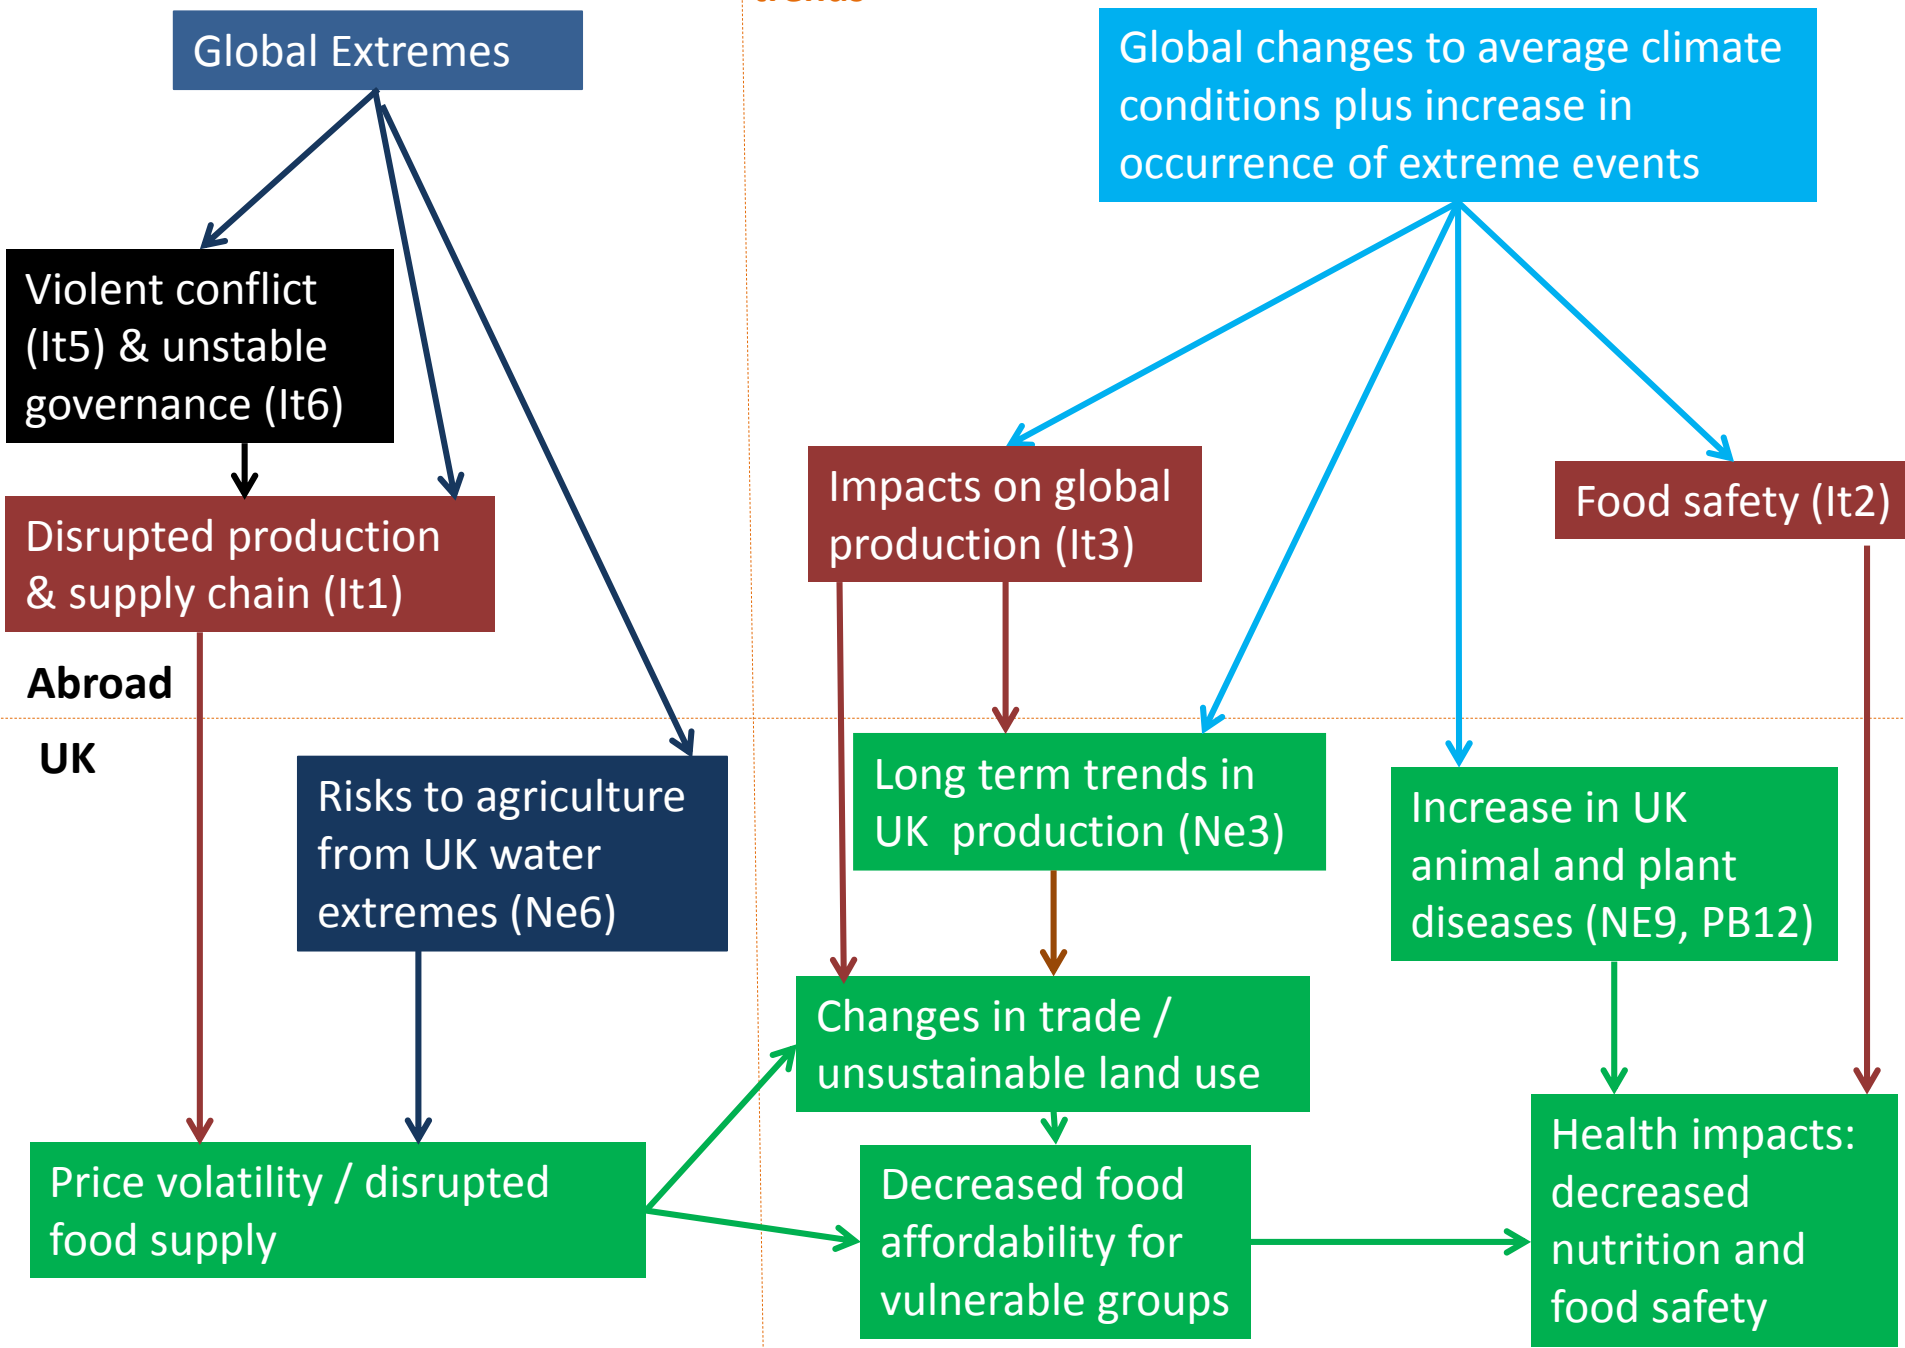 Global Extremes
Global changes to average climate
conditions plus increase in
occurrence of extreme events
Violent conflict
(It5) & unstable
governance (It6)
Disrupted production
& supply chain (It1)
Impacts on global
production (It3)
Food safety (It2)
Abroad
UK
Risks to agriculture
from UK water
extremes (Ne6)
Long term trends in
UK production (Ne3)
Increase in UK
animal and plant
diseases (NE9, PB12)
Changes in trade /
unsustainable land use
Price volatility / disrupted
food supply
Decreased food
affordability for
vulnerable groups
Health impacts:
decreased
nutrition and
food safety